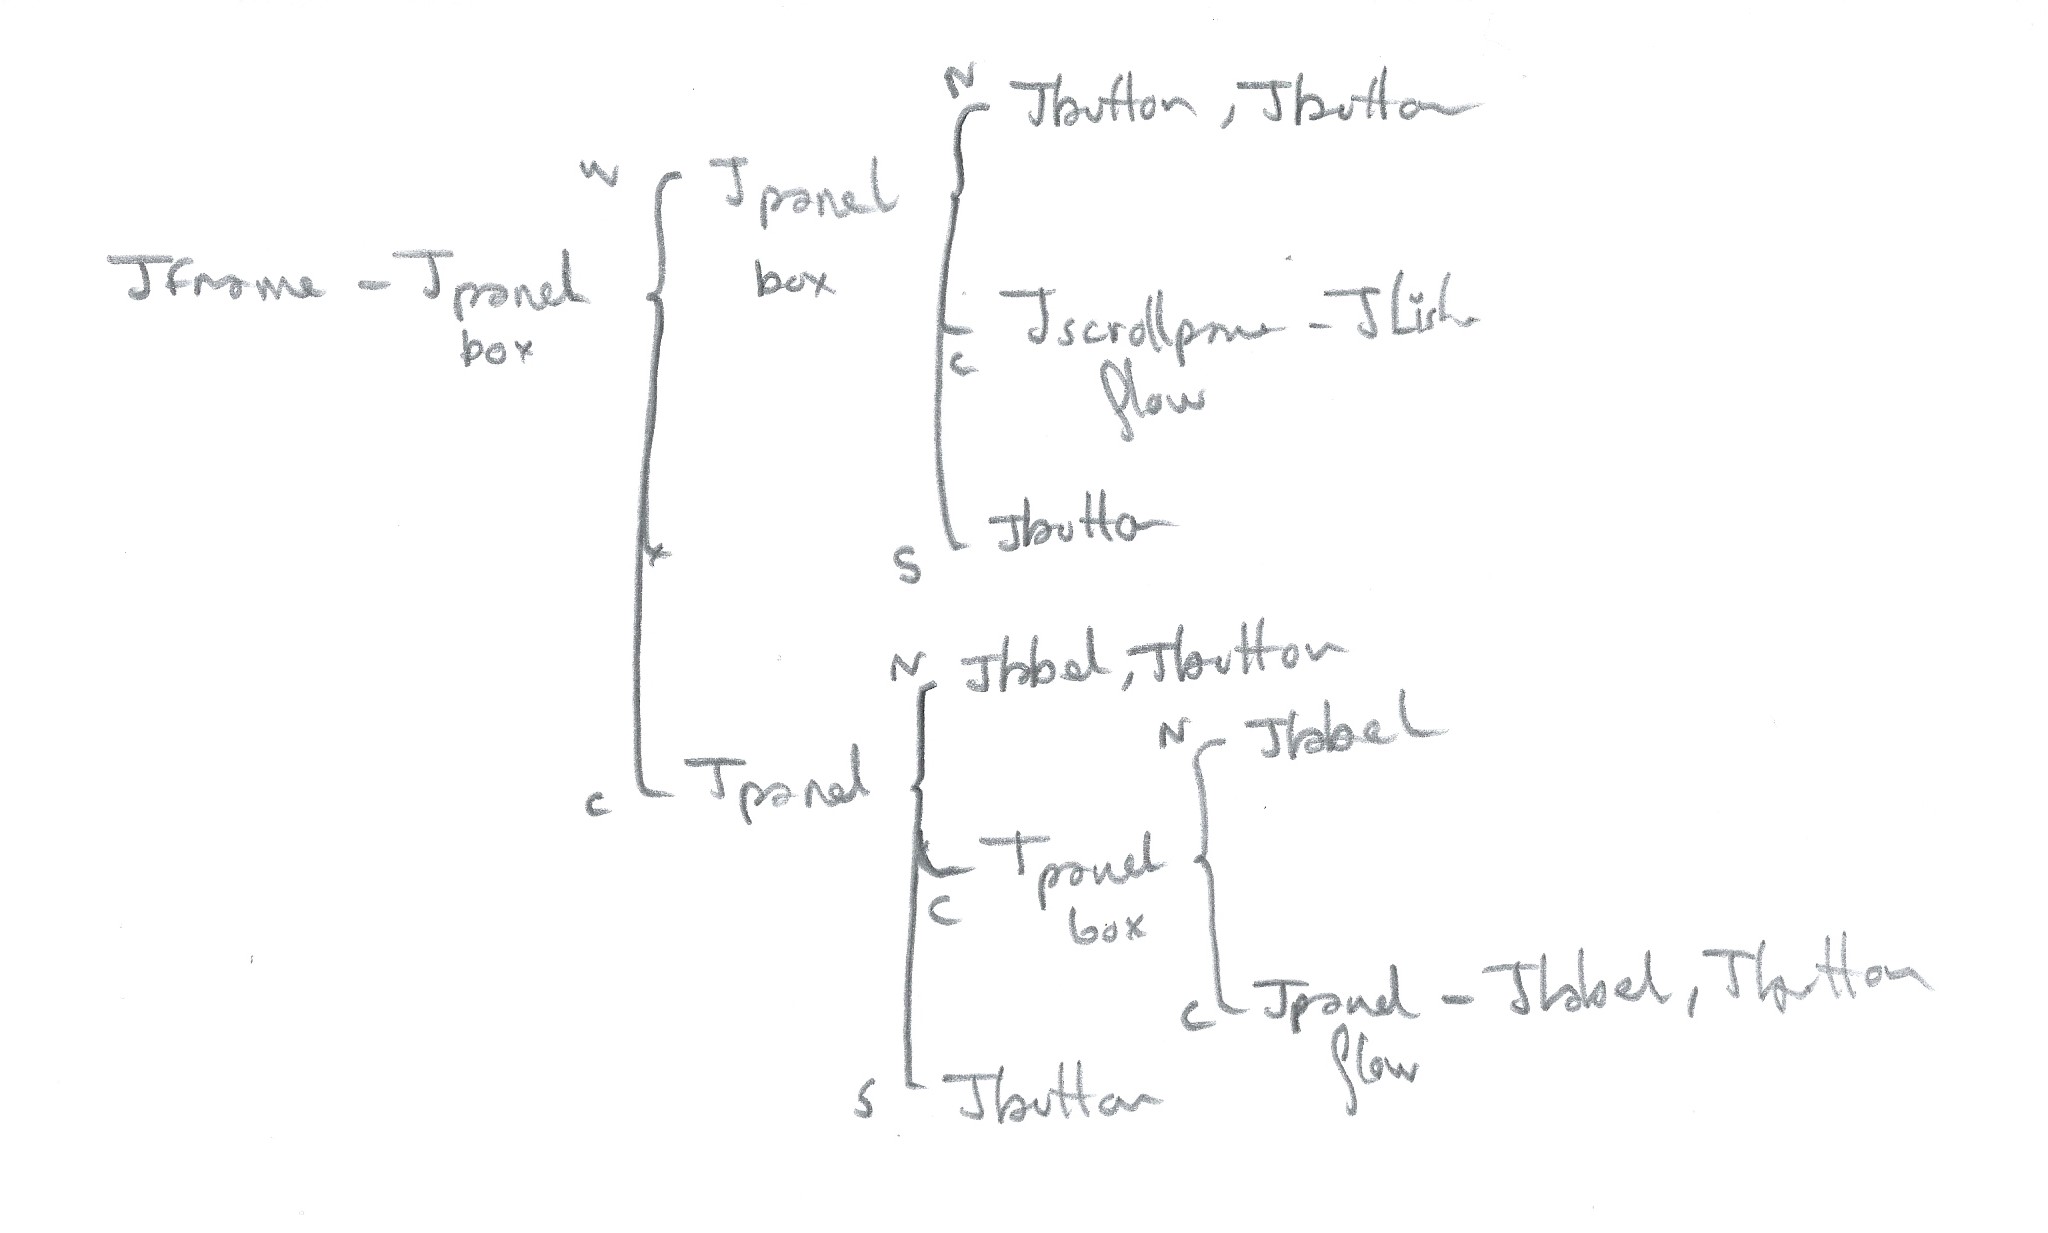 N Jbutton, Jbutton
W Jpanel
box
Jframe - Jpanel
box
C Jscrollpane - JList
flow
S Jbutton
N Jlabel, Jbutton
N Jlabel
C Jpanel
C Jpanel
box
C Jpanel - Jlabel, Jbutton
flow
S Jbutton